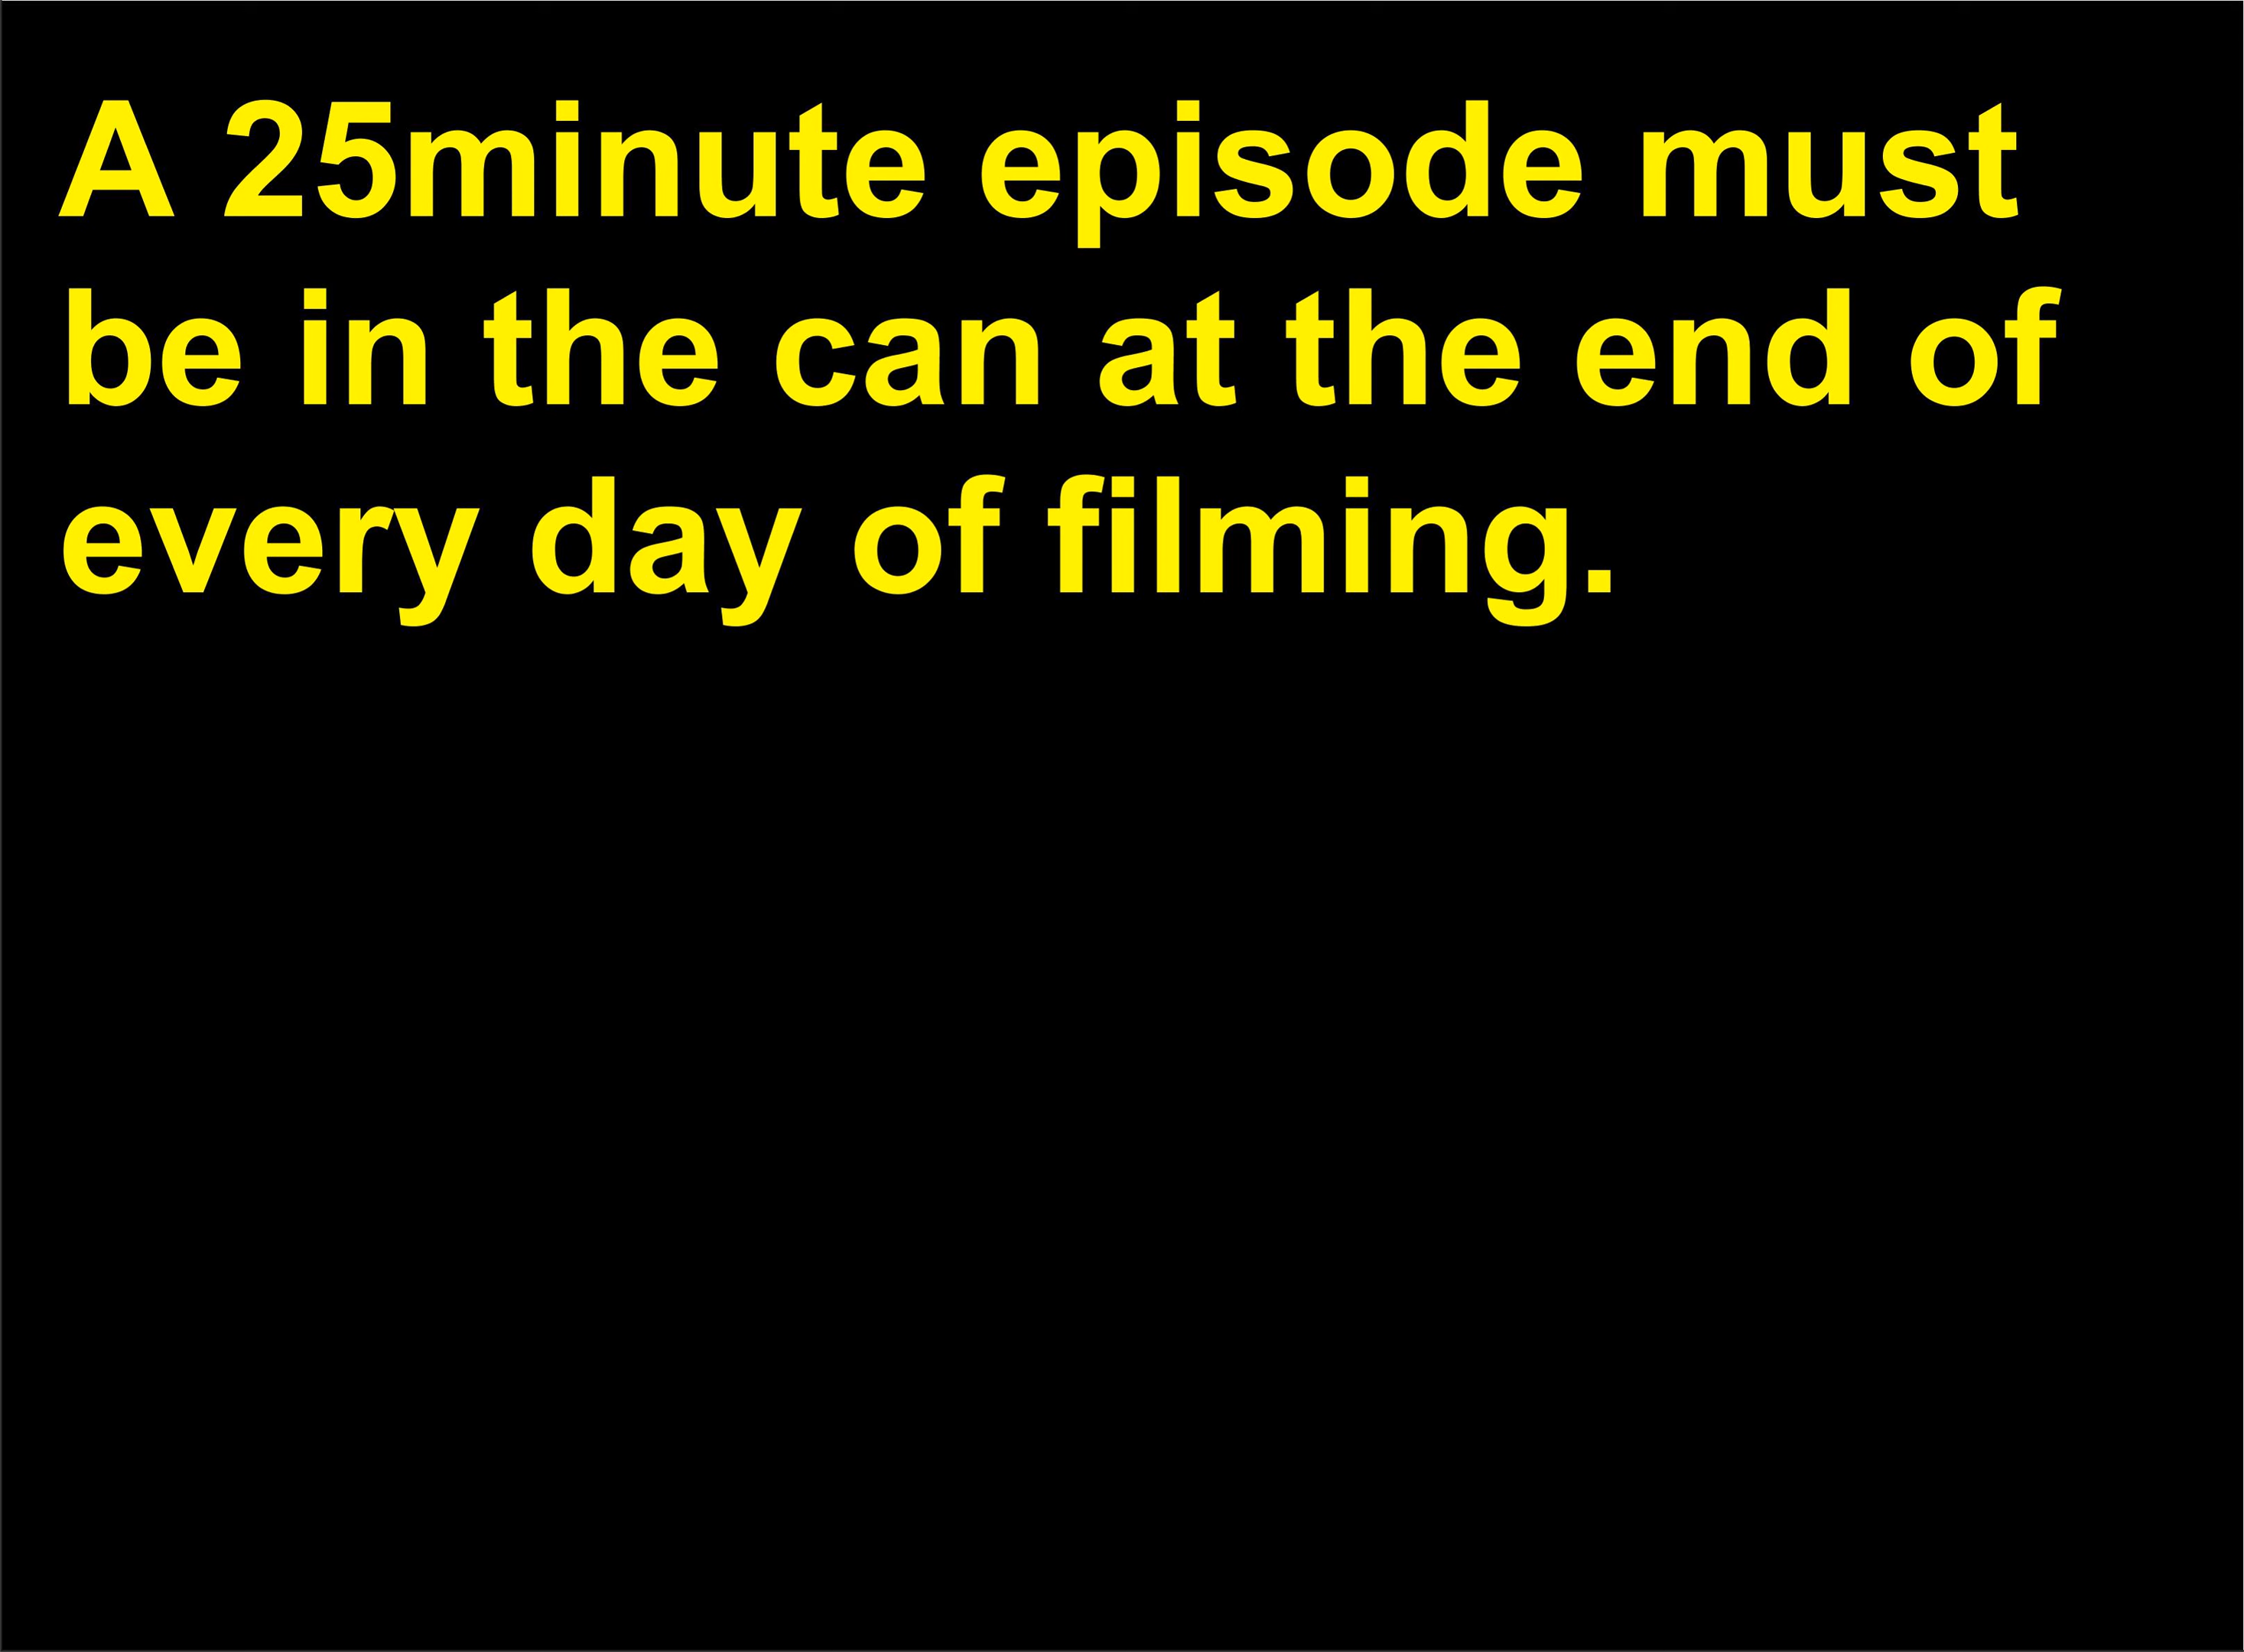 A 25minute episode must
be in the can at the end of
every day of filming.